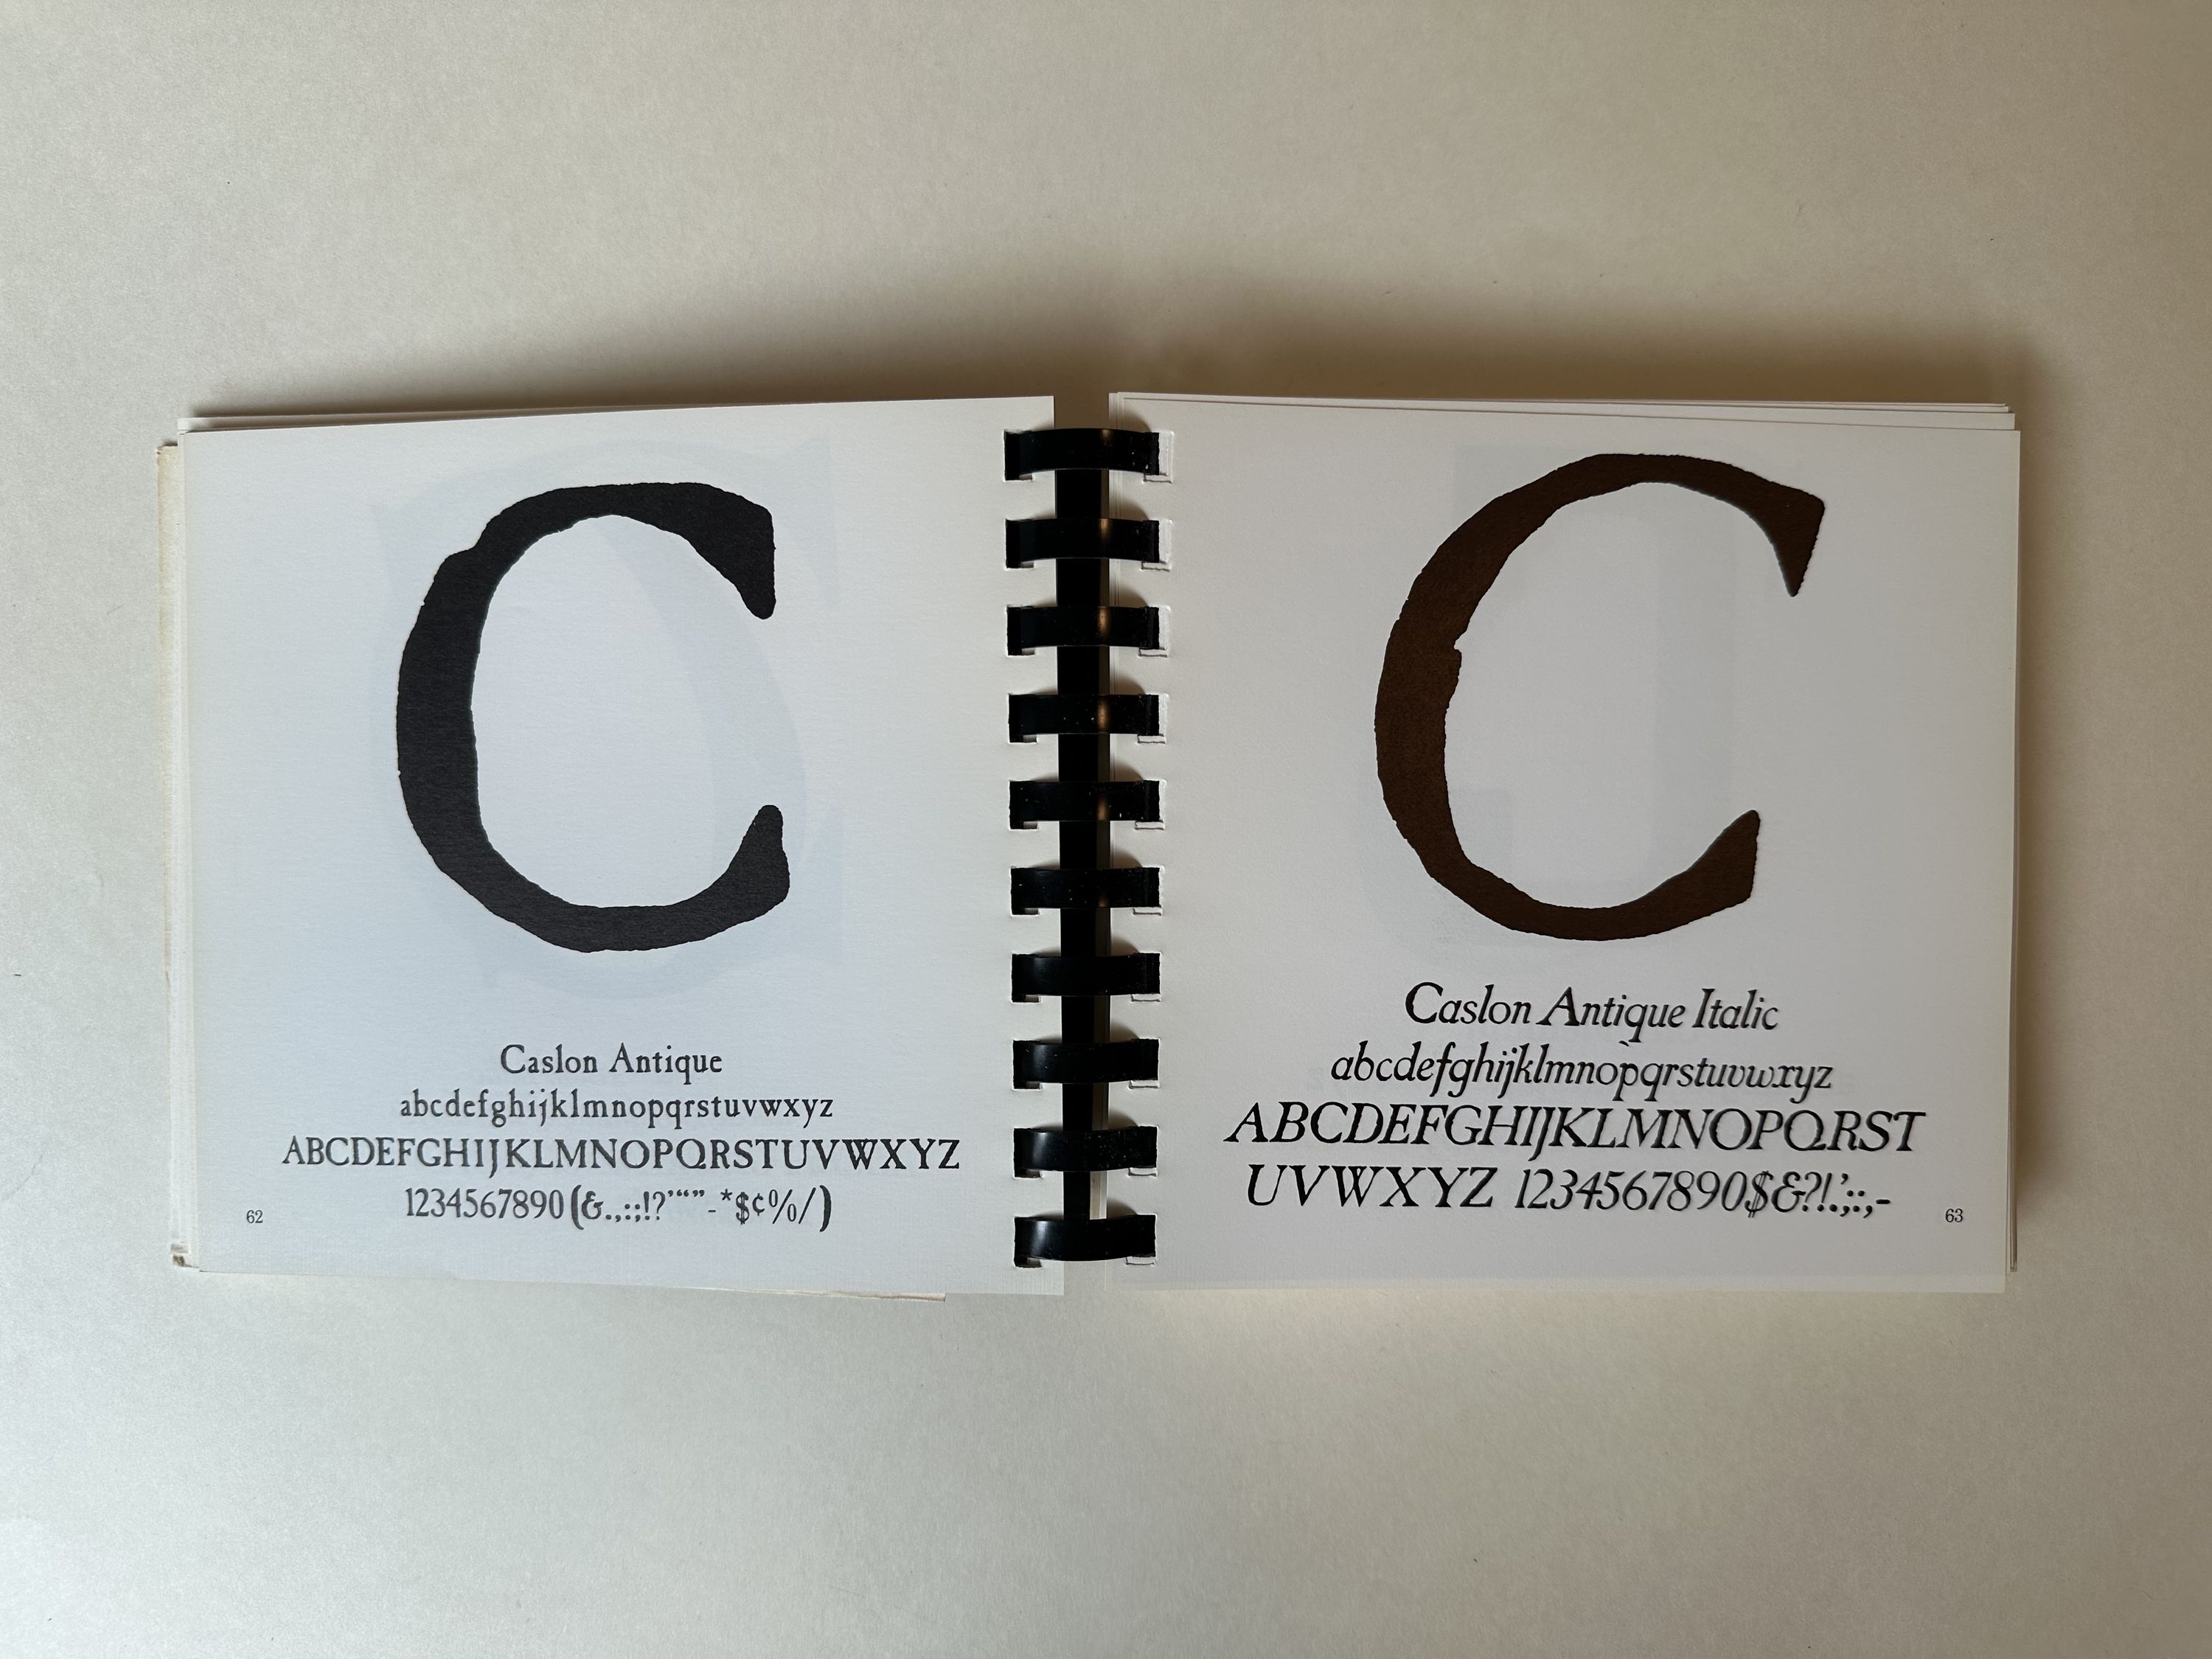 C
Caslon Antique
abcdefghijklmnopqrstuvwxyz
ABCDEFGHIJKLMNOPQRSTUVWXYZ
1234567890(&.,:;!?’“”-*$¢%/)
62
C
Caslon Antique Italic
abcdefghijklmnopqrstuvwxyz
ABCDEFGHIJKLMNOPQRST
UVWXYZ 1234567890$&?!.’;:,-
63